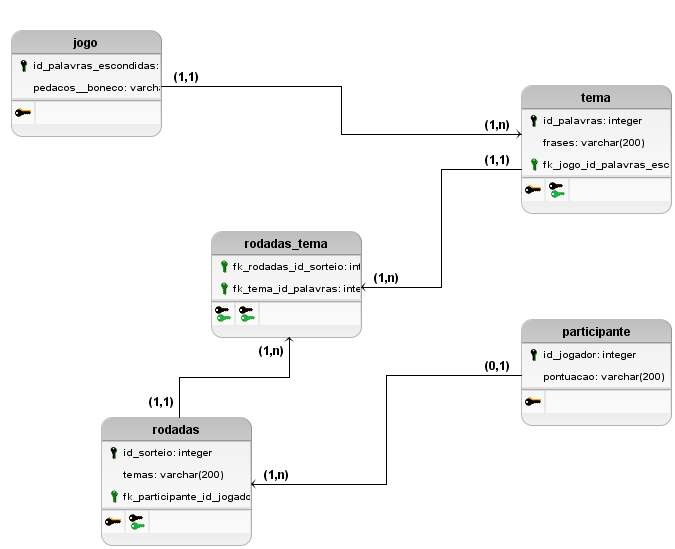 jogo
id_palavras_escondidas:
pedacos__boneco: varcha
(1,1)
tema
(1,n)
id_palavras: integer
frases: varchar(200)
(1,1)
fk_jogo_id_palavras_esc
rodadas_tema
fk_rodadas_id_sorteio: int
(1,n)
fk_tema_id_palavras: inte
participante
(1,n)
id_jogador: integer
(0,1)
pontuacao: varchar(200)
(1,1)
rodadas
id_sorteio: integer
temas: varchar(200)
(1,n)
fk_participante_id_jogado